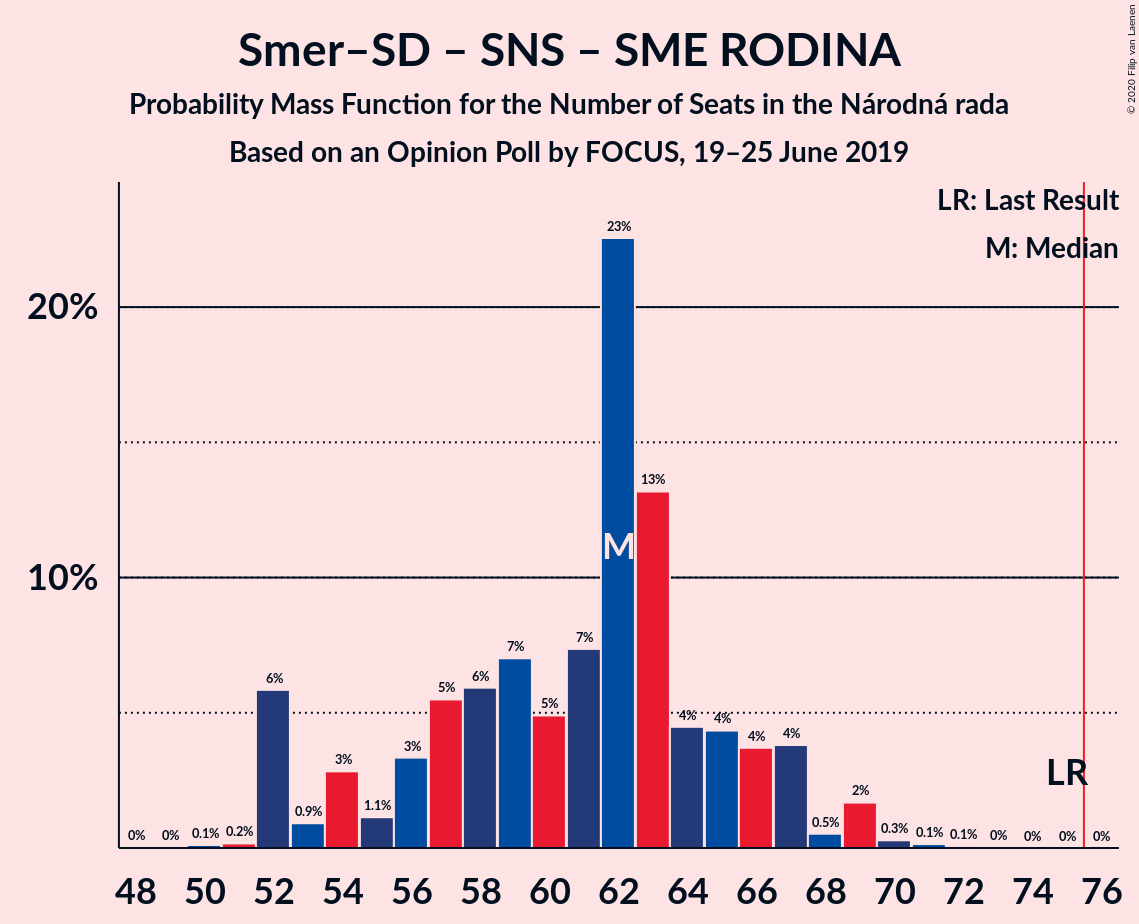 Smer–SD – SNS – SME RODINA
Probability Mass Function for the Number of Seats in the Národná rada
Based on an Opinion Poll by FOCUS, 19–25 June 2019
© 2020 Filip van Laenen
LR: Last Result
M: Median
20%
10%
0% 0% 0.1% 0.2% 6% 0.9% 3% 1.1% 3% 5% 6% 7% 5% 7% 23% 13% 4% 4% 4% 4% 0.5% 2% 0.3% 0.1% 0.1% 0% 0% 0% 0%
M
LR
48 50 52 54 56 58 60 62 64 66 68 70 72 74 76